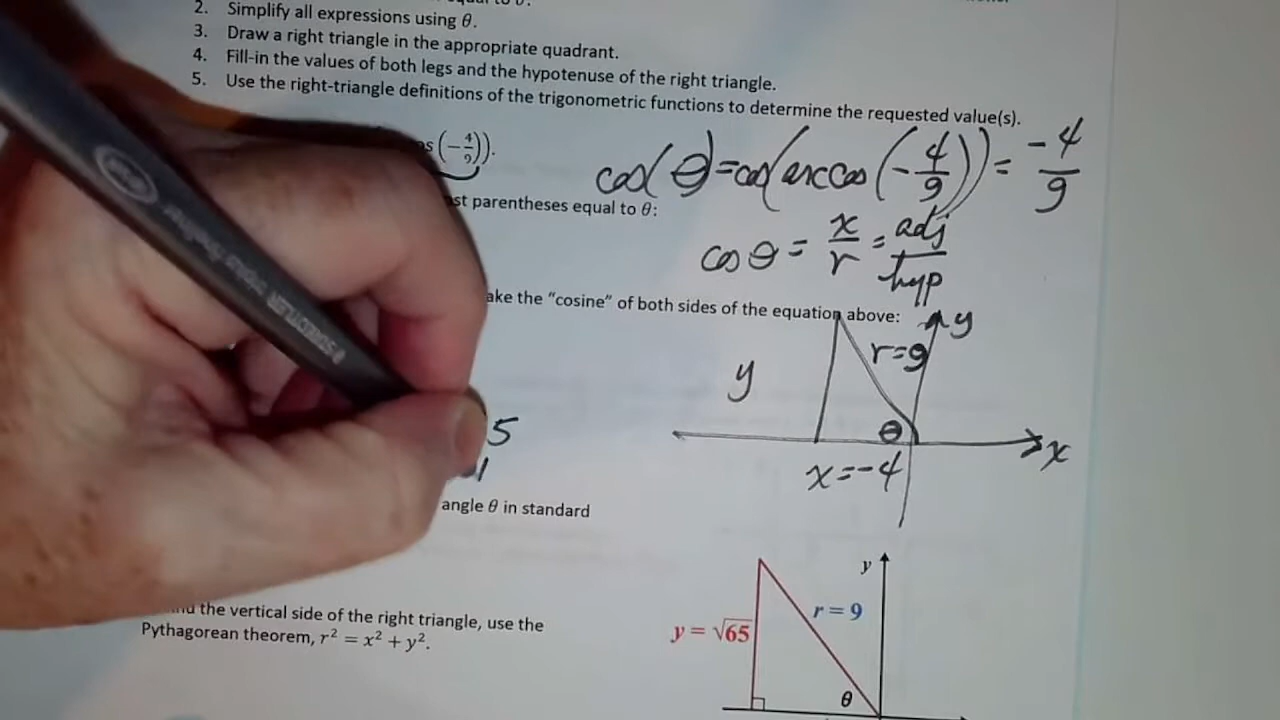 2. Simplify all expressions using θ.
3. Draw a right triangle in the appropriate quadrant.
4. Fill-in the values of both legs and the hypotenuse of the right triangle.
5. Use the right-triangle definitions of the trigonometric functions to determine the requested value(s).
(-4/9)).
cos(θ)=cos(arccos(-4/9))=-4/9
parentheses equal to θ:
cos θ = x/r = adj/hyp
the "cosine" of both sides of the equation above:
y
r=9
y
5
θ
x
x=-4
angle θ in standard
y
the vertical side of the right triangle, use the
r = 9
y = √65
Pythagorean theorem, r² = x² + y².
θ